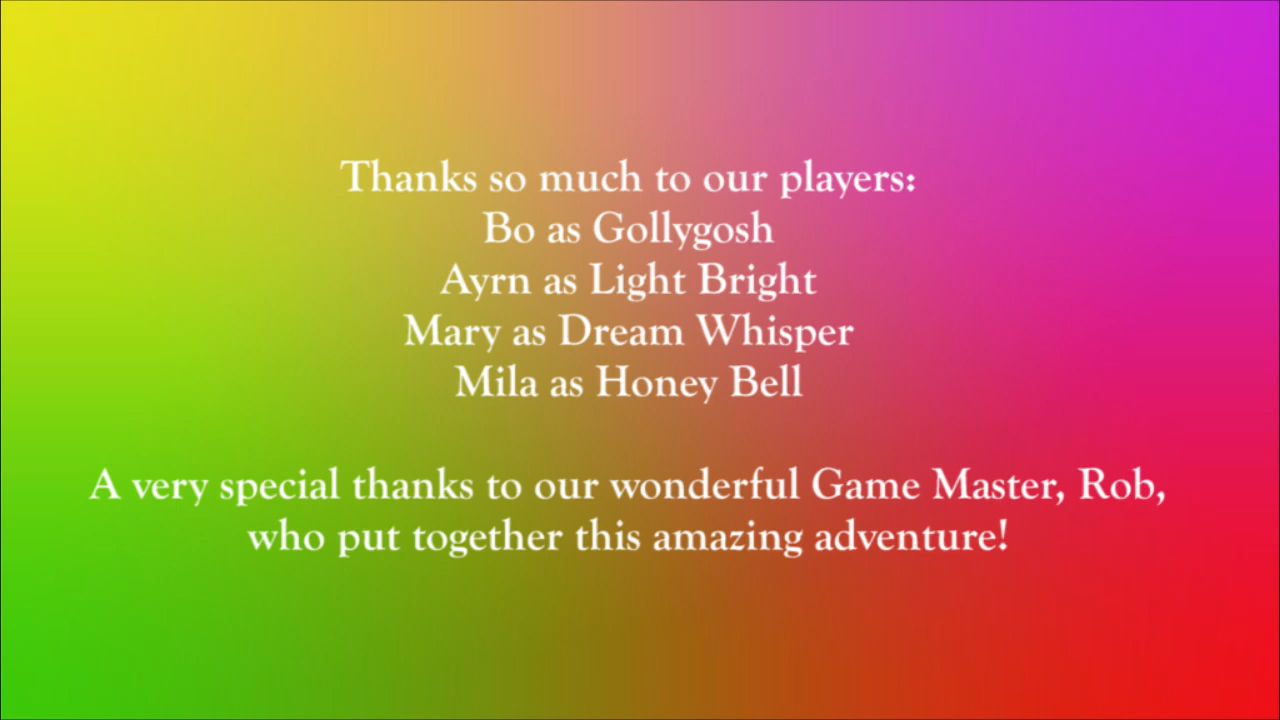 Thanks so much to our players:
Bo as Gollygosh
Ayrn as Light Bright
Mary as Dream Whisper
Mila as Honey Bell
A very special thanks to our wonderful Game Master, Rob,
who put together this amazing adventure!